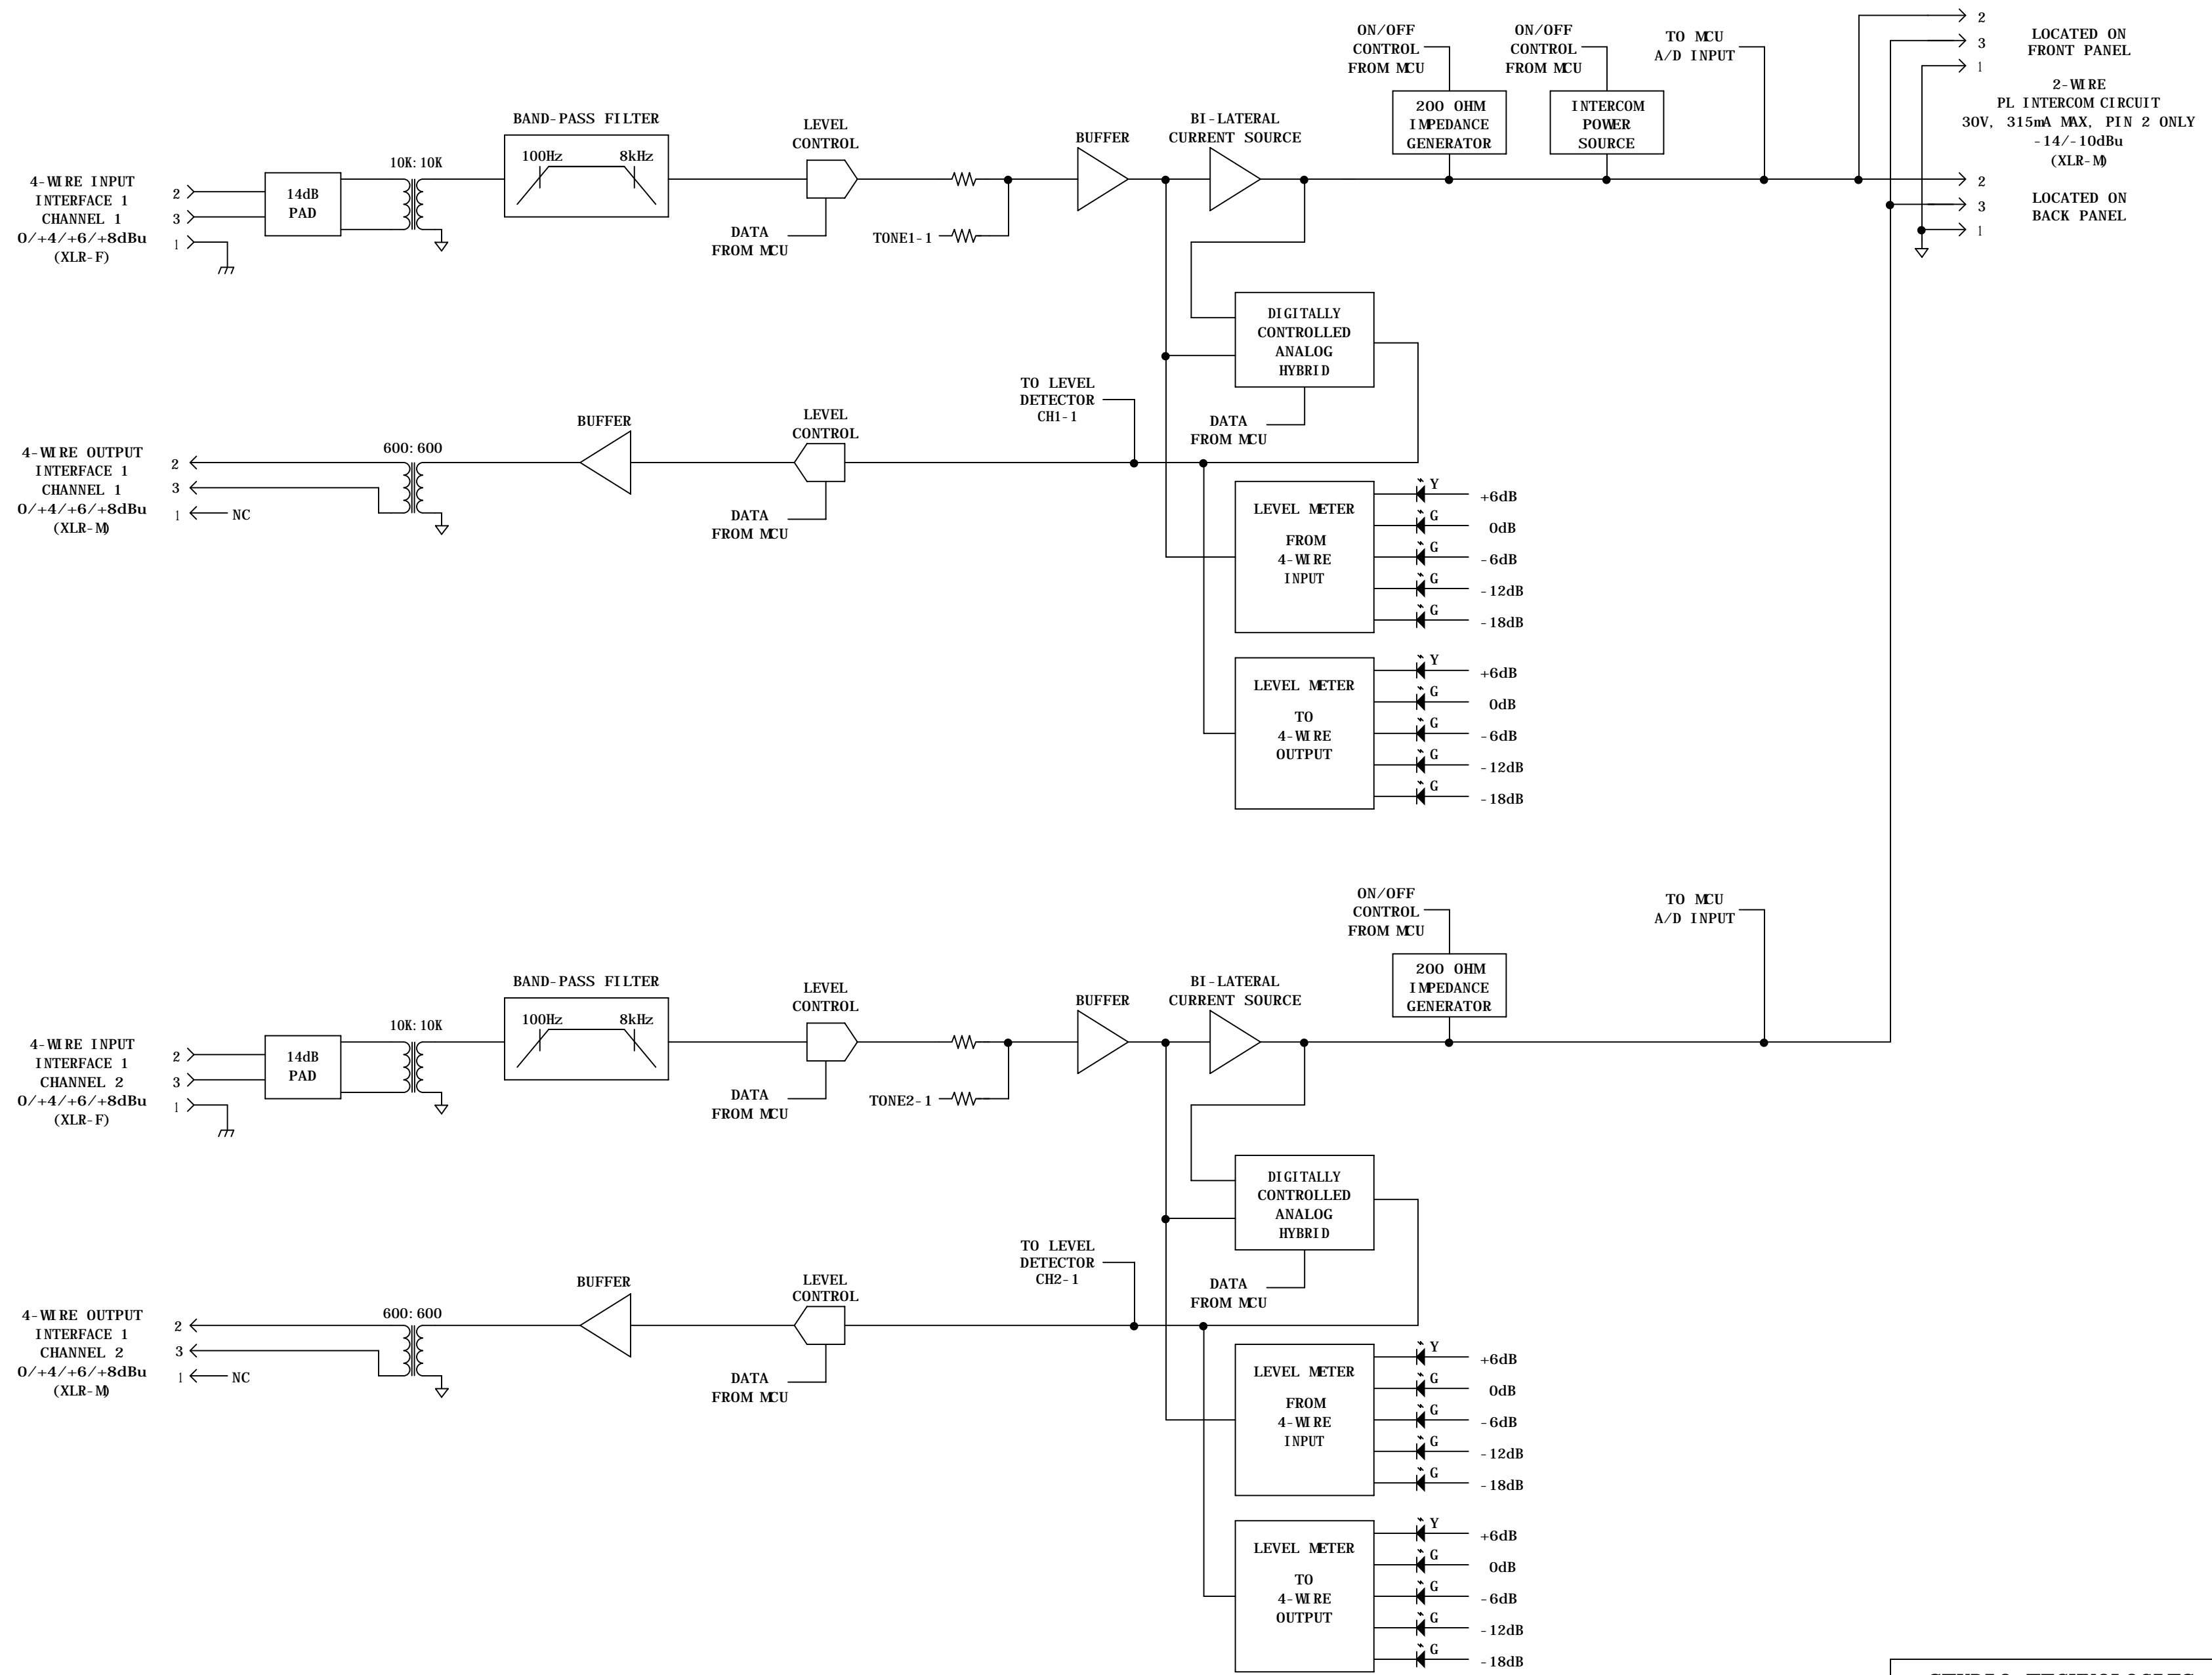 ON/OFF
CONTROL
FROM MCU
ON/OFF
CONTROL
FROM MCU
TO MCU
A/D INPUT
2
3
1
LOCATED ON
FRONT PANEL
2-WIRE
PL INTERCOM CIRCUIT
30V, 315mA MAX, PIN 2 ONLY
-14/-10dBu
(XLR-M)
2
3
1
LOCATED ON
BACK PANEL
200 OHM
IMPEDANCE
GENERATOR
INTERCOM
POWER
SOURCE
4-WIRE INPUT
INTERFACE 1
CHANNEL 1
0/+4/+6/+8dBu
(XLR-F)
2
3
1
14dB
PAD
10K:10K
BAND-PASS FILTER
100Hz
8kHz
LEVEL
CONTROL
DATA
FROM MCU
TONE1-1
BUFFER
BI-LATERAL
CURRENT SOURCE
DIGITALLY
CONTROLLED
ANALOG
HYBRID
DATA
FROM MCU
TO LEVEL
DETECTOR
CH1-1
4-WIRE OUTPUT
INTERFACE 1
CHANNEL 1
0/+4/+6/+8dBu
(XLR-M)
2
3
1
NC
600:600
BUFFER
LEVEL
CONTROL
DATA
FROM MCU
LEVEL METER
FROM
4-WIRE
INPUT
Y
+6dB
G
0dB
G
-6dB
G
-12dB
G
-18dB
LEVEL METER
TO
4-WIRE
OUTPUT
Y
+6dB
G
0dB
G
-6dB
G
-12dB
G
-18dB
ON/OFF
CONTROL
FROM MCU
TO MCU
A/D INPUT
200 OHM
IMPEDANCE
GENERATOR
4-WIRE INPUT
INTERFACE 1
CHANNEL 2
0/+4/+6/+8dBu
(XLR-F)
2
3
1
14dB
PAD
10K:10K
BAND-PASS FILTER
100Hz
8kHz
LEVEL
CONTROL
DATA
FROM MCU
TONE2-1
BUFFER
BI-LATERAL
CURRENT SOURCE
DIGITALLY
CONTROLLED
ANALOG
HYBRID
DATA
FROM MCU
TO LEVEL
DETECTOR
CH2-1
4-WIRE OUTPUT
INTERFACE 1
CHANNEL 2
0/+4/+6/+8dBu
(XLR-M)
2
3
1
NC
600:600
BUFFER
LEVEL
CONTROL
DATA
FROM MCU
LEVEL METER
FROM
4-WIRE
INPUT
Y
+6dB
G
0dB
G
-6dB
G
-12dB
G
-18dB
LEVEL METER
TO
4-WIRE
OUTPUT
Y
+6dB
G
0dB
G
-6dB
G
-12dB
G
-18dB